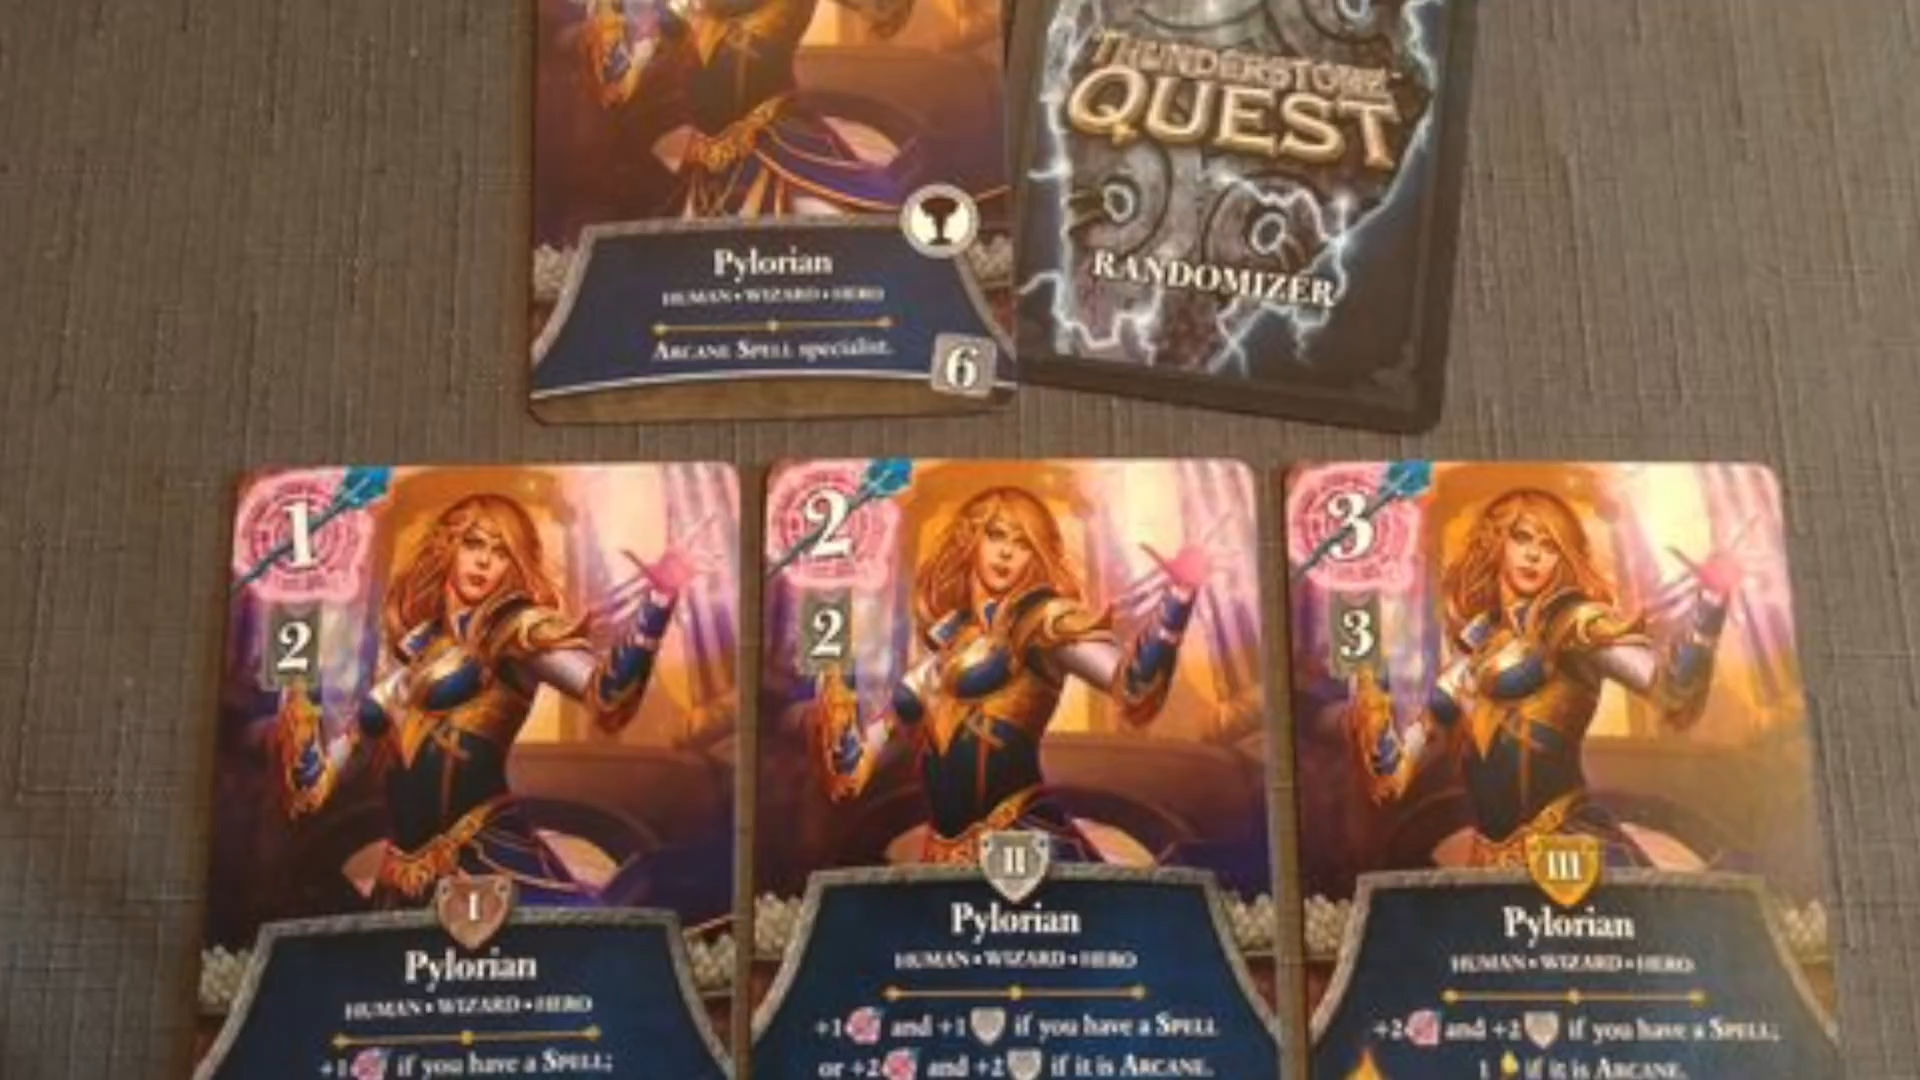 THUNDERSTONE
QUEST
RANDOMIZER
Pylorian
HUMAN • WIZARD • HERO
ARCANE SPELL specialist.
6
1
2
I
Pylorian
HUMAN • WIZARD • HERO
+1 if you have a SPELL;
2
2
II
Pylorian
HUMAN • WIZARD • HERO
+1 and +1 if you have a SPELL
or +2 and +2 if it is ARCANE.
3
3
III
Pylorian
HUMAN • WIZARD • HERO
+2 and +2 if you have a SPELL;
1 if it is ARCANE.